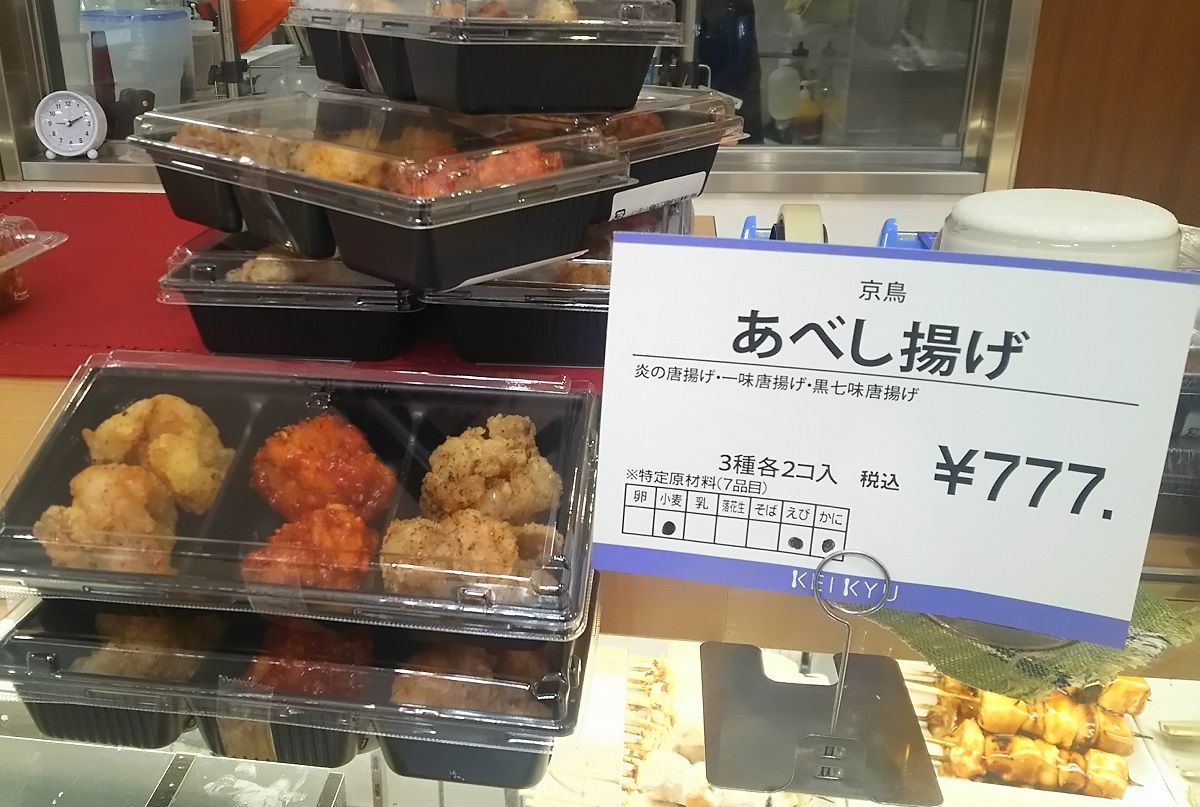 京鳥
あべし揚げ
炎の唐揚げ・一味唐揚げ・黒七味唐揚げ
3種各2コ入 税込 ¥777.
※特定原材料(7品目)
卵 小麦 乳 落花生 そば えび かに
● ● ●
KEIKYU